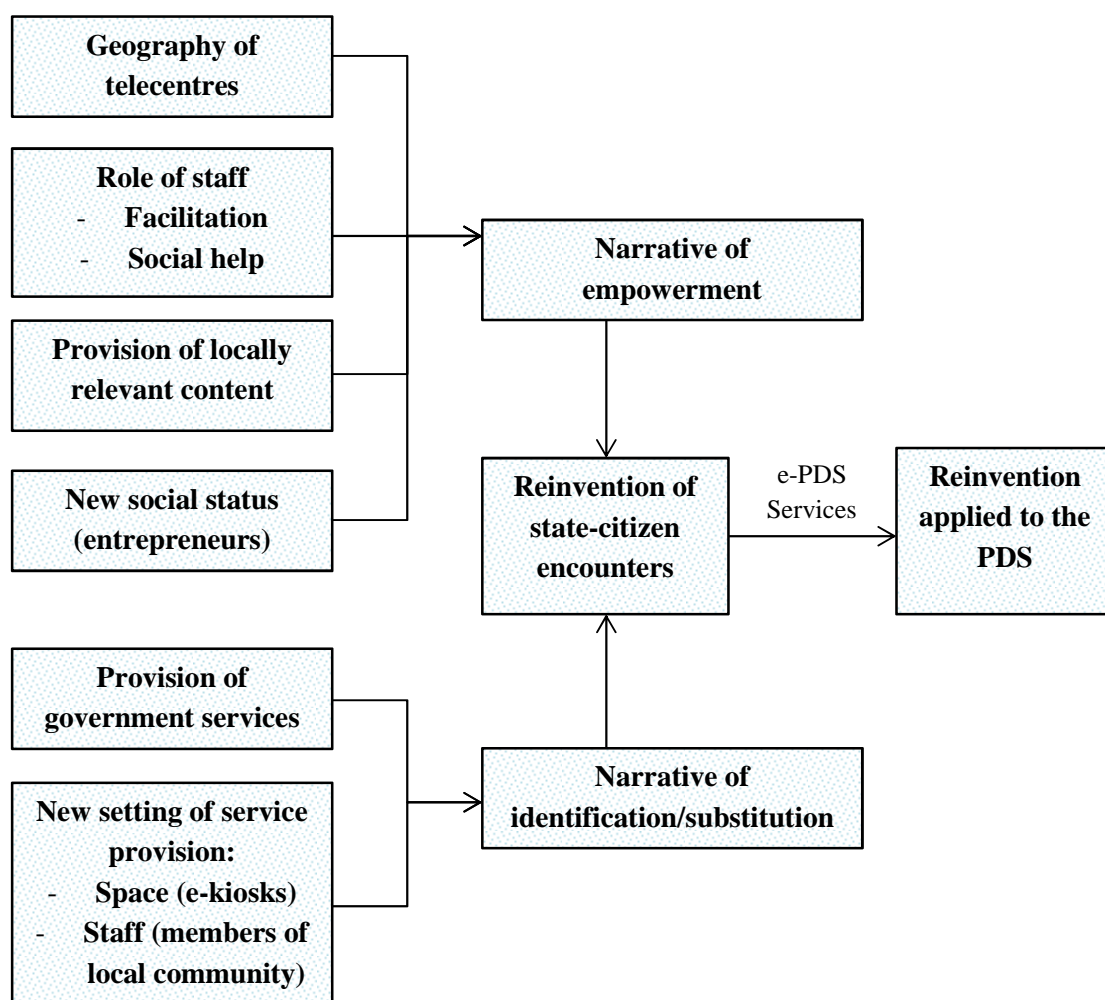 Geography of
telecentres
Role of staff
- Facilitation
- Social help
Provision of locally
relevant content
New social status
(entrepreneurs)
Narrative of
empowerment
Reinvention of
state-citizen
encounters
e-PDS
Services
Reinvention
applied to the
PDS
Provision of
government services
New setting of service
provision:
- Space (e-kiosks)
- Staff (members of
local community)
Narrative of
identification/substitution